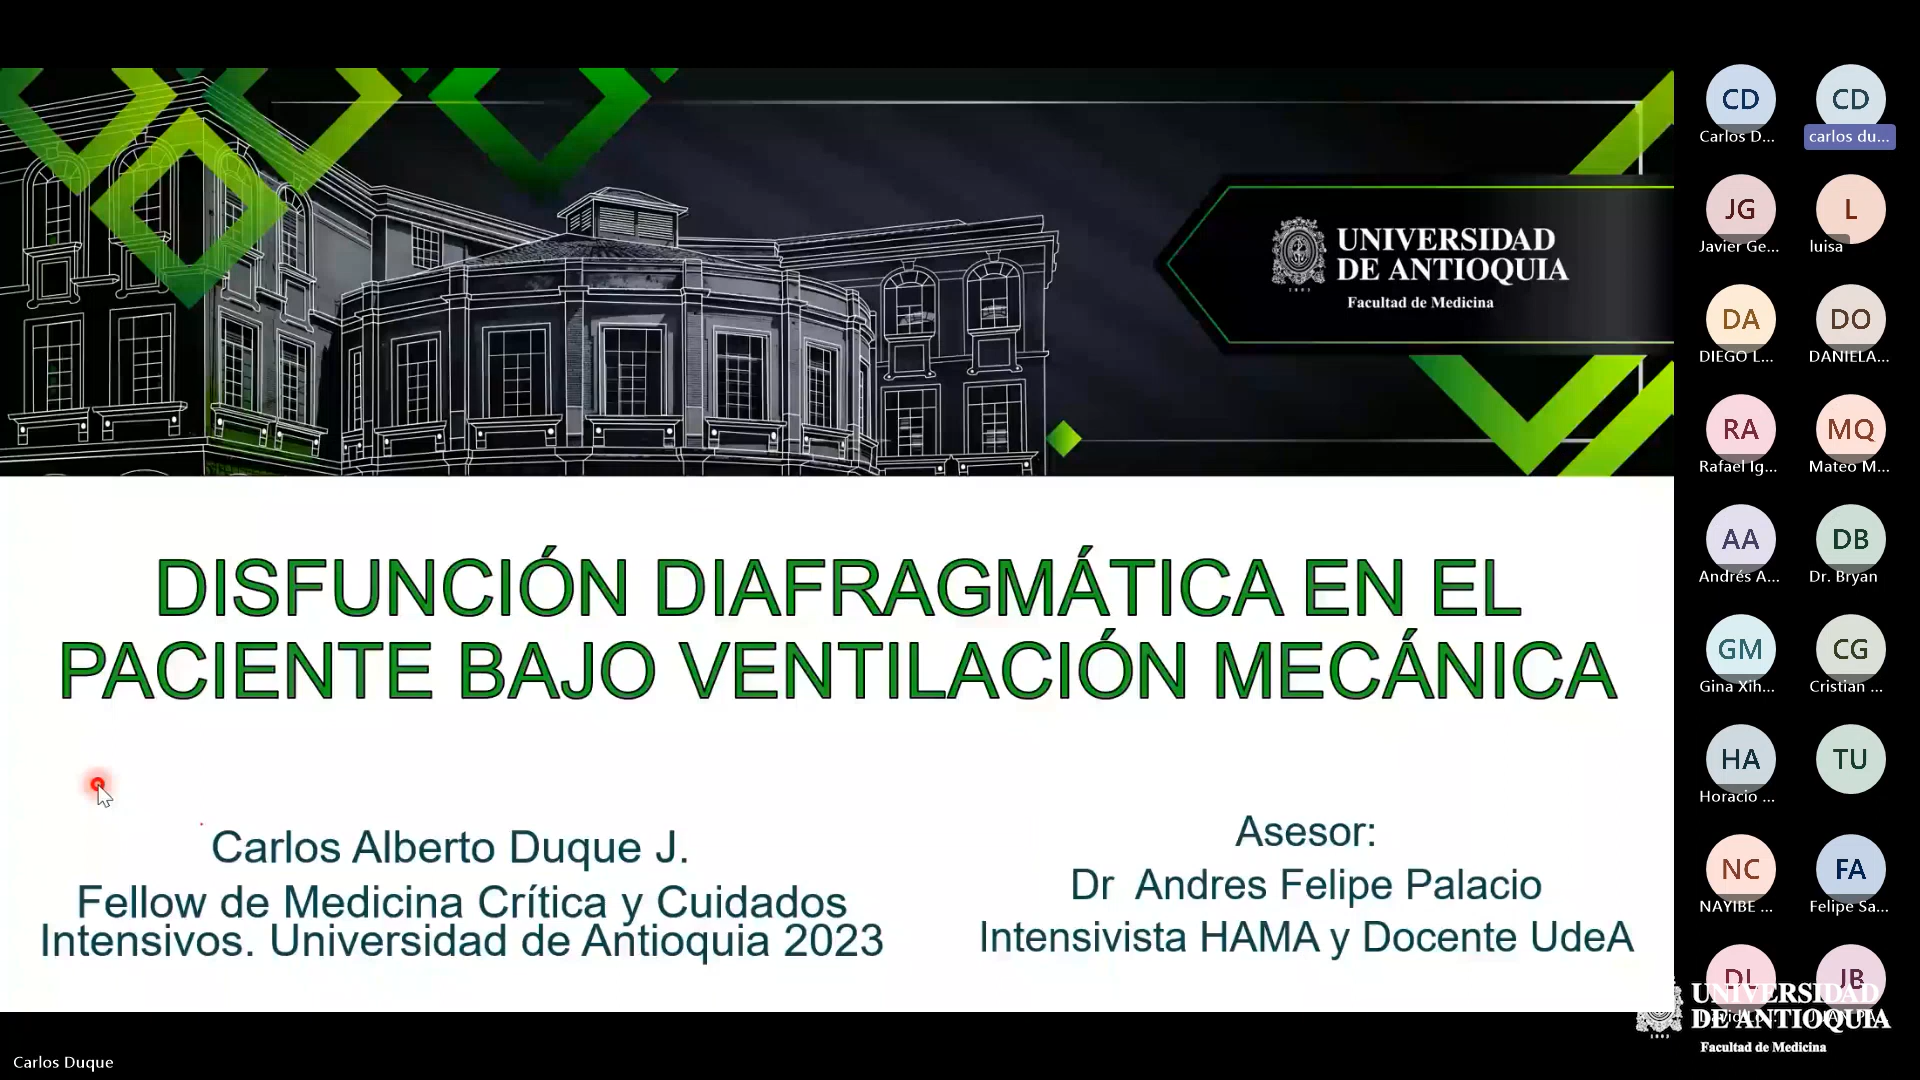 UNIVERSIDAD
DE ANTIOQUIA
1803
Facultad de Medicina
DISFUNCIÓN DIAFRAGMÁTICA EN EL
PACIENTE BAJO VENTILACIÓN MECÁNICA
Carlos Alberto Duque J.
Fellow de Medicina Crítica y Cuidados
Intensivos. Universidad de Antioquia 2023
Asesor:
Dr Andres Felipe Palacio
Intensivista HAMA y Docente UdeA
CD
CD
Carlos D...
carlos du...
JG
L
Javier Ge...
luisa
DA
DO
DIEGO L...
DANIELA...
RA
MQ
Rafael Ig...
Mateo M...
AA
DB
Andrés A...
Dr. Bryan
GM
CG
Gina Xih...
Cristian ...
HA
TU
Horacio ...
NC
FA
NAYIBE ...
Felipe Sa...
DL
JB
UNIVERSIDAD
DE ANTIOQUIA
1803
Facultad de Medicina
Carlos Duque